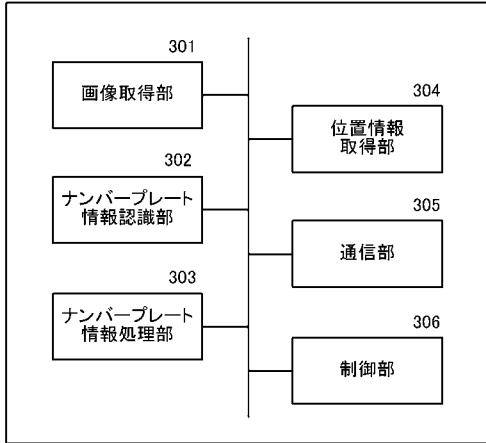 301
画像取得部
302
ナンバープレート
情報認識部
303
ナンバープレート
情報処理部
304
位置情報
取得部
305
通信部
306
制御部